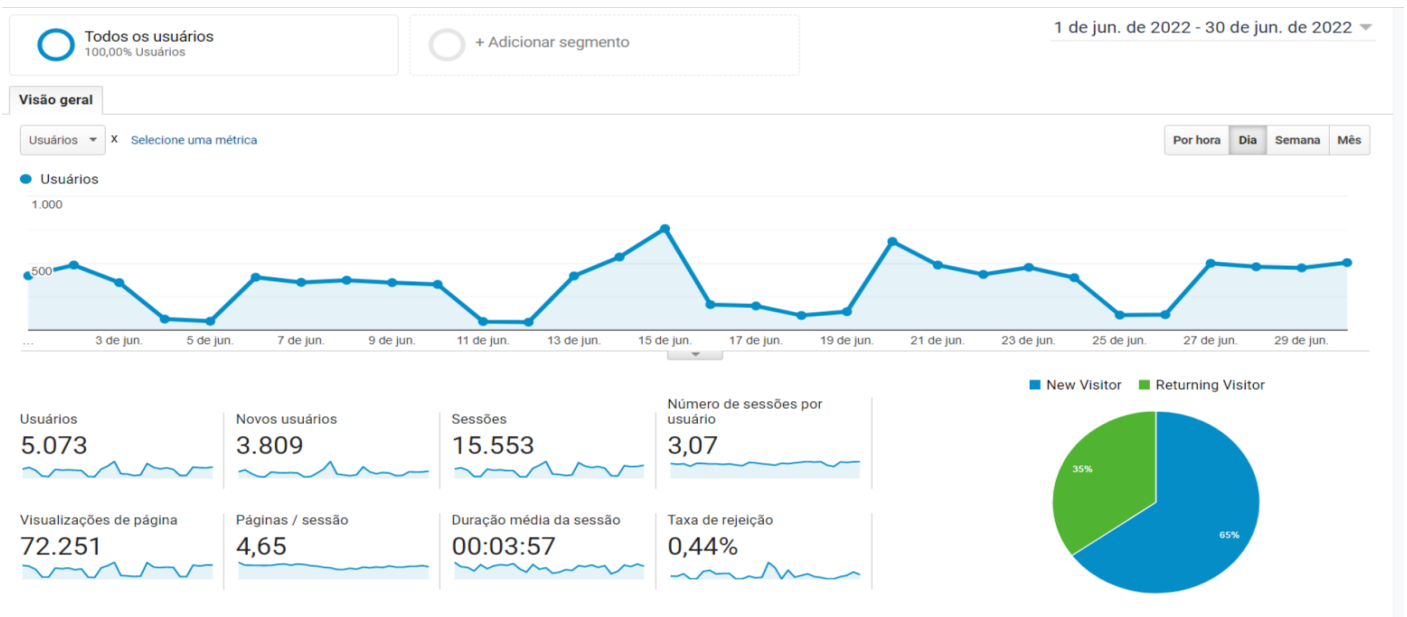 Todos os usuários
100,00% Usuários
+ Adicionar segmento
1 de jun. de 2022 - 30 de jun. de 2022
Visão geral
Usuários
x
Selecione uma métrica
Por hora
Dia
Semana
Mês
Usuários
1.000
500
...
3 de jun.
5 de jun.
7 de jun.
9 de jun.
11 de jun.
13 de jun.
15 de jun.
17 de jun.
19 de jun.
21 de jun.
23 de jun.
25 de jun.
27 de jun.
29 de jun.
New Visitor
Returning Visitor
Usuários
5.073
Novos usuários
3.809
Sessões
15.553
Número de sessões por
usuário
3,07
Visualizações de página
72.251
Páginas / sessão
4,65
Duração média da sessão
00:03:57
Taxa de rejeição
0,44%
35%
65%